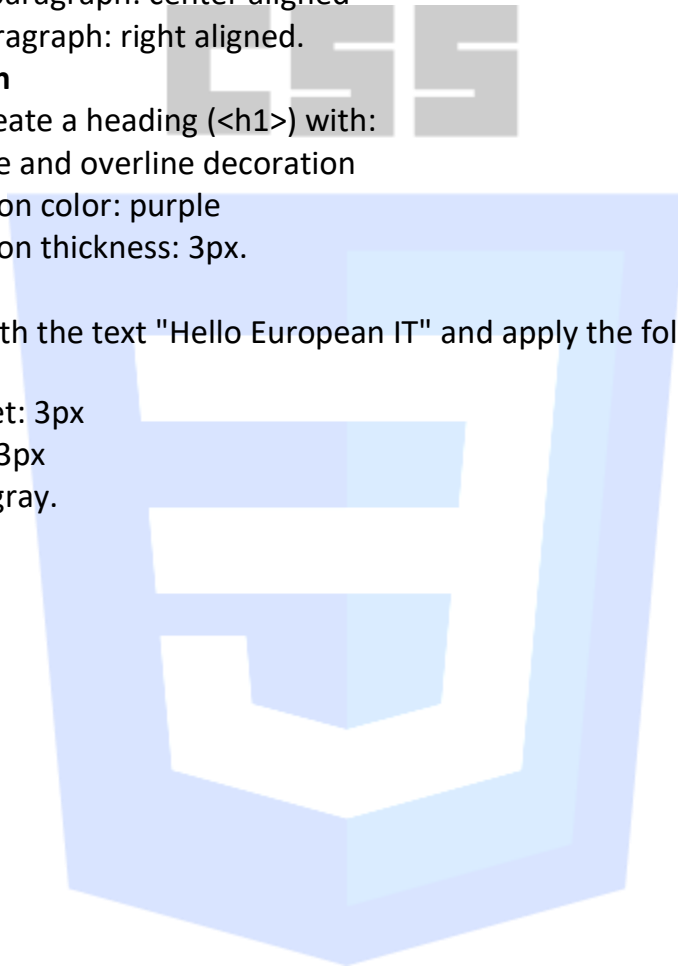 paragraph: center aligned
ragraph: right aligned.
CSS
eate a heading (<h1>) with:
e and overline decoration
on color: purple
on thickness: 3px.
th the text "Hello European IT" and apply the fol
et: 3px
3px
gray.